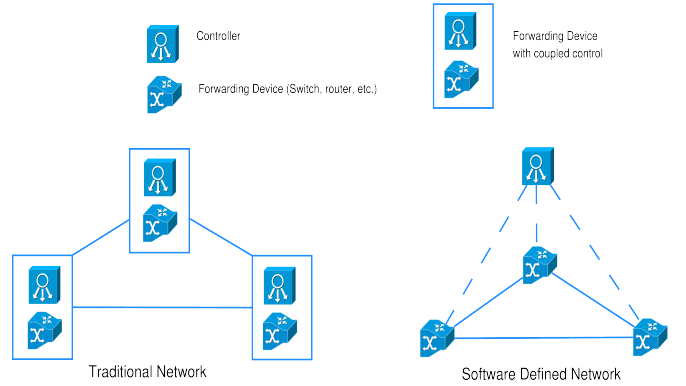 Controller
Forwarding Device (Switch, router, etc.)
Forwarding Device
with coupled control
Traditional Network
Software Defined Network